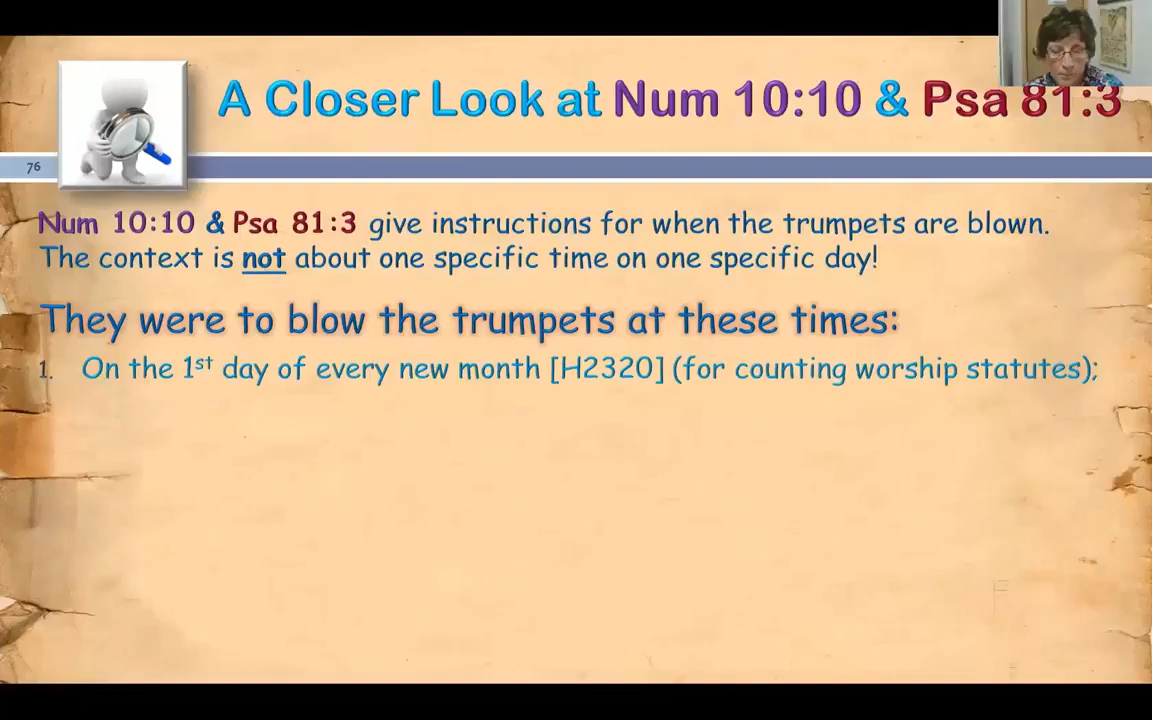 A Closer Look at Num 10:10 & Psa 81:3
76
Num 10:10 & Psa 81:3 give instructions for when the trumpets are blown.
The context is not about one specific time on one specific day!
They were to blow the trumpets at these times:
1. On the 1st day of every new month [H2320] (for counting worship statutes);